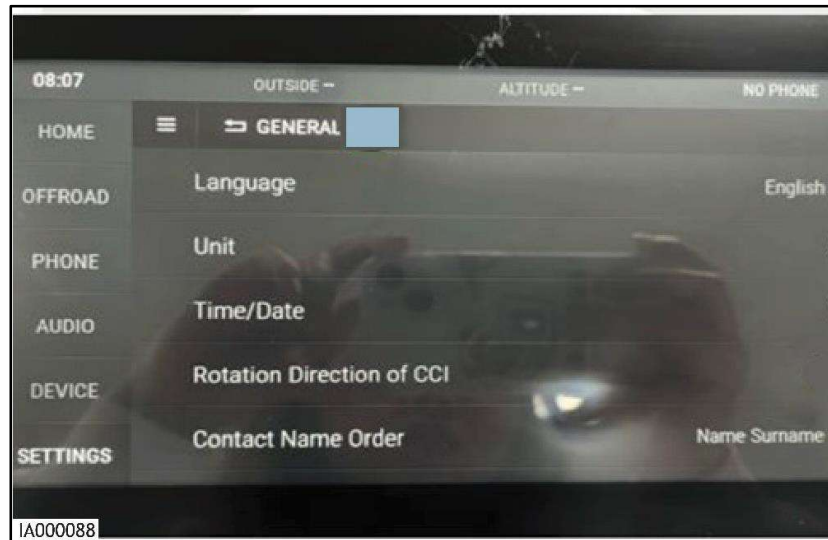 08:07 OUTSIDE -- ALTITUDE -- NO PHONE
HOME GENERAL
Language English
OFFROAD
Unit
PHONE
Time/Date
AUDIO
Rotation Direction of CCI
DEVICE
Contact Name Order Name Surname
SETTINGS
IA000088